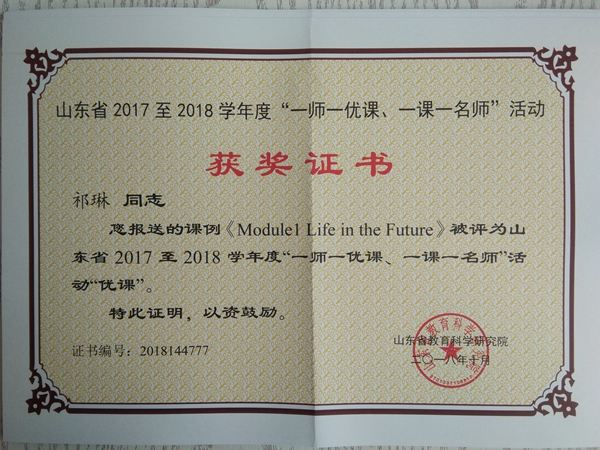 山东省 2017 至 2018 学年度“一师一优课、一课一名师”活动
获奖证书
祁琳 同志
您报送的课例《Module1 Life in the Future》被评为山
东省 2017 至 2018 学年度“一师一优课、一课一名师”活
动“优课”。
特此证明，以资鼓励。
证书编号：2018144777
山东省教育科学研究院
二〇一八年十月